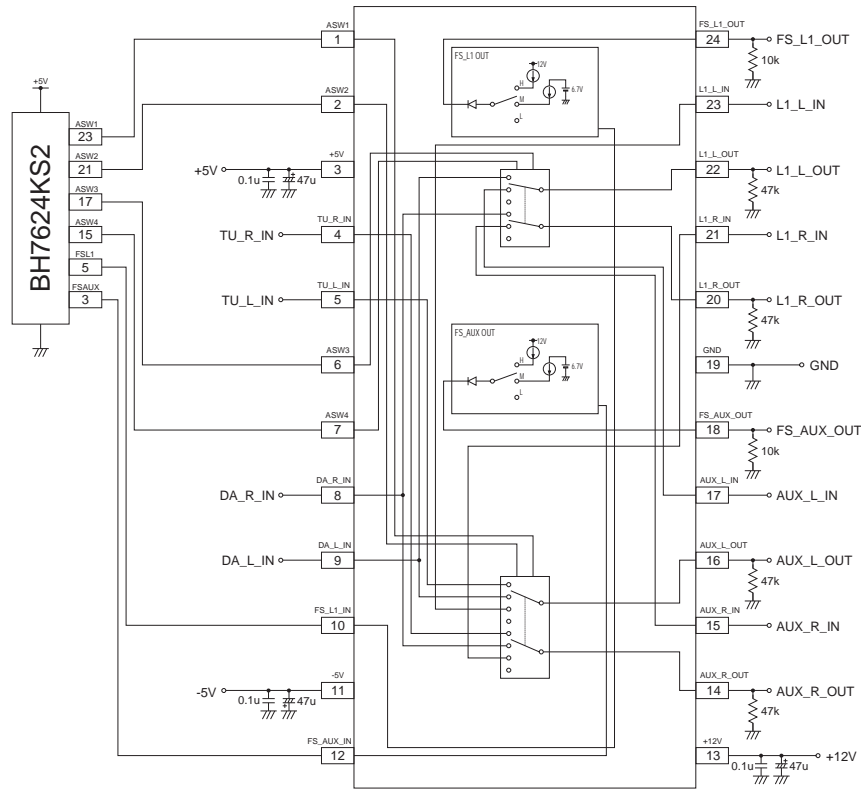 +5V
BH7624KS2
ASW1
23
ASW2
21
ASW3
17
ASW4
15
FSL1
5
FSAUX
3
ASW1
1
ASW2
2
+5V
0.1u
47u
+5V
3
TU_R_IN
TU_R_IN
4
TU_L_IN
TU_L_IN
5
ASW3
6
ASW4
7
DA_R_IN
DA_R_IN
8
DA_L_IN
DA_L_IN
9
FS_L1_IN
10
-5V
0.1u
47u
-5V
11
FS_AUX_IN
12
FS_L1 OUT
12V
H
M
L
6.7V
FS_AUX OUT
12V
H
M
L
6.7V
FS_L1_OUT
24
FS_L1_OUT
10k
L1_L_IN
23
L1_L_IN
L1_L_OUT
22
L1_L_OUT
47k
L1_R_IN
21
L1_R_IN
L1_R_OUT
20
L1_R_OUT
47k
GND
19
GND
FS_AUX_OUT
18
FS_AUX_OUT
10k
AUX_L_IN
17
AUX_L_IN
AUX_L_OUT
16
AUX_L_OUT
47k
AUX_R_IN
15
AUX_R_IN
AUX_R_OUT
14
AUX_R_OUT
47k
+12V
13
0.1u
47u
+12V